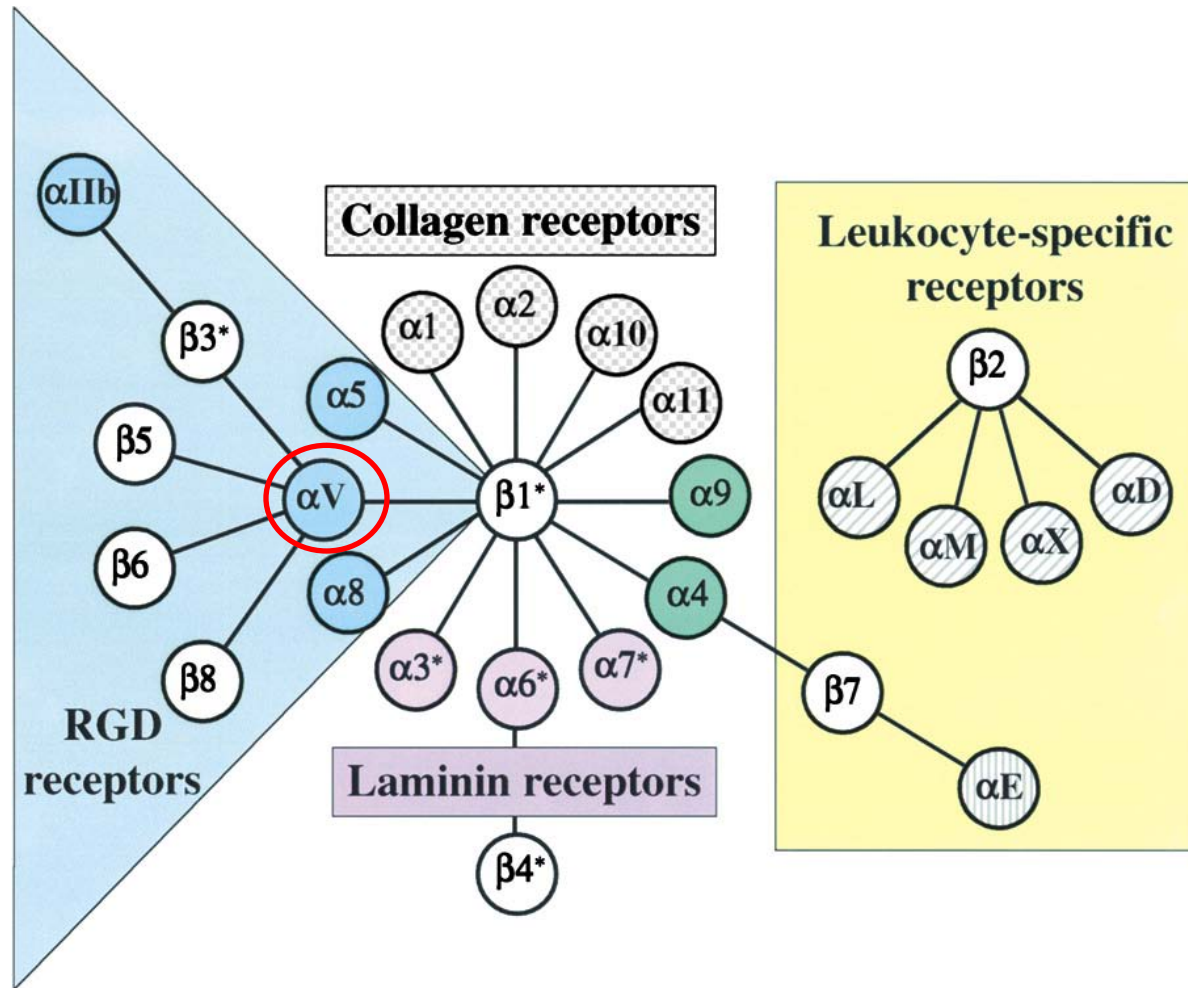 αIIb
Collagen receptors
Leukocyte-specific
receptors
α2
α1
α10
β3*
β2
α5
α11
β5
αL
αD
αV
β1*
α9
αM
αX
β6
α8
α4
α3*
α6*
α7*
β8
β7
RGD
receptors
Laminin receptors
αE
β4*